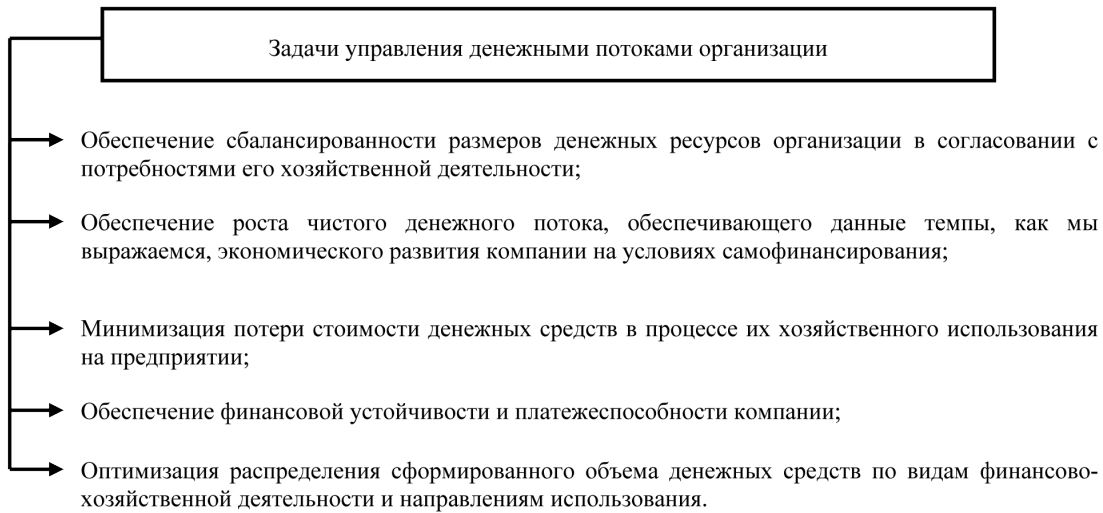 Задачи управления денежными потоками организации
Обеспечение сбалансированности размеров денежных ресурсов организации в согласовании с
потребностями его хозяйственной деятельности;
Обеспечение роста чистого денежного потока, обеспечивающего данные темпы, как мы
выражаемся, экономического развития компании на условиях самофинансирования;
Минимизация потери стоимости денежных средств в процессе их хозяйственного использования
на предприятии;
Обеспечение финансовой устойчивости и платежеспособности компании;
Оптимизация распределения сформированного объема денежных средств по видам финансово-
хозяйственной деятельности и направлениям использования.